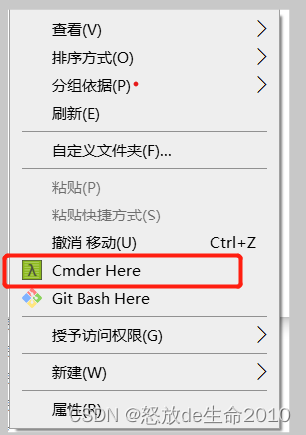 查看(V)
排序方式(O)
分组依据(P)
刷新(E)
自定义文件夹(F)...
粘贴(P)
粘贴快捷方式(S)
撤消 移动(U) Ctrl+Z
λ Cmder Here
Git Bash Here
授予访问权限(G)
新建(W)
属性(R)
CSDN @怒放de生命2010